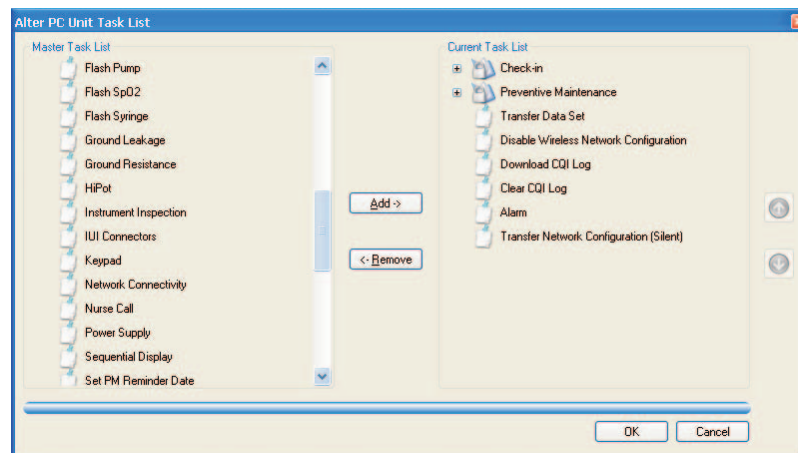 Alter PC Unit Task List
Master Task List
Flash Pump
Flash SpO2
Flash Syringe
Ground Leakage
Ground Resistance
HiPot
Instrument Inspection
IUI Connectors
Keypad
Network Connectivity
Nurse Call
Power Supply
Sequential Display
Set PM Reminder Date
Add ->
<- Remove
Current Task List
Check-in
Preventive Maintenance
Transfer Data Set
Disable Wireless Network Configuration
Download CQI Log
Clear CQI Log
Alarm
Transfer Network Configuration (Silent)
OK
Cancel